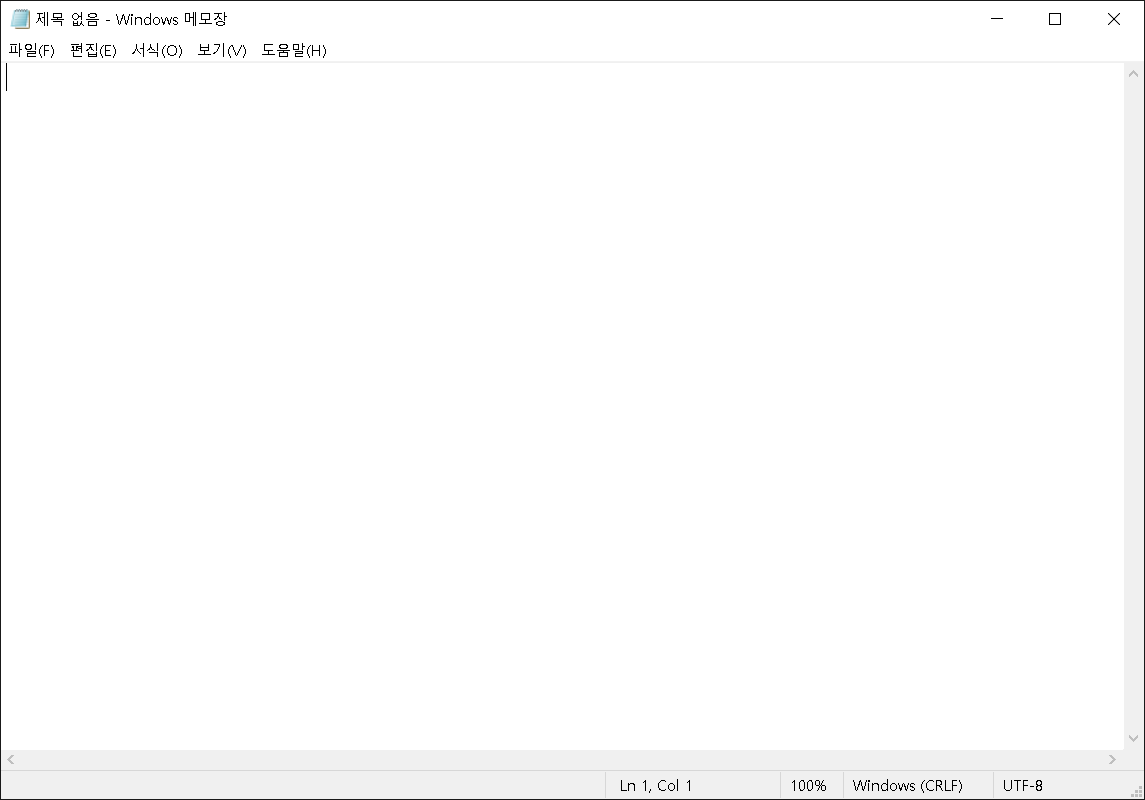 제목 없음 - Windows 메모장
파일(F) 편집(E) 서식(O) 보기(V) 도움말(H)
Ln 1, Col 1 100% Windows (CRLF) UTF-8